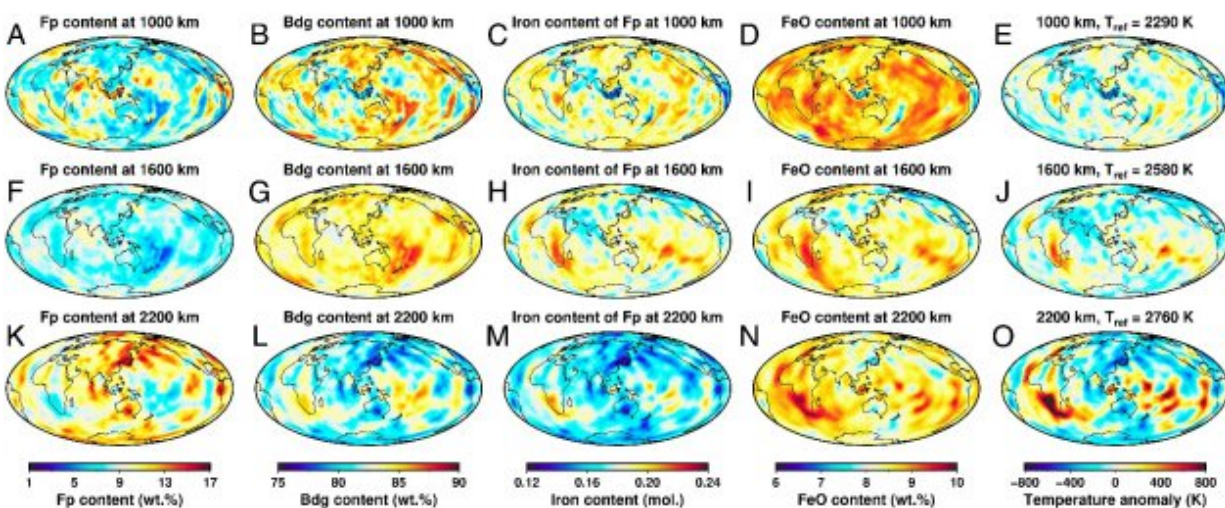 Fp content at 1000 km Bdg content at 1000 km Iron content of Fp at 1000 km FeO content at 1000 km 1000 km, Tref = 2290 K
A B C D E
Fp content at 1600 km Bdg content at 1600 km Iron content of Fp at 1600 km FeO content at 1600 km 1600 km, Tref = 2580 K
F G H I J
Fp content at 2200 km Bdg content at 2200 km Iron content of Fp at 2200 km FeO content at 2200 km 2200 km, Tref = 2760 K
K L M N O
1 5 9 13 17 75 80 85 90 0.12 0.16 0.20 0.24 6 7 8 9 10 −800 −400 0 400 800
Fp content (wt.%) Bdg content (wt.%) Iron content (mol.) FeO content (wt.%) Temperature anomaly (K)